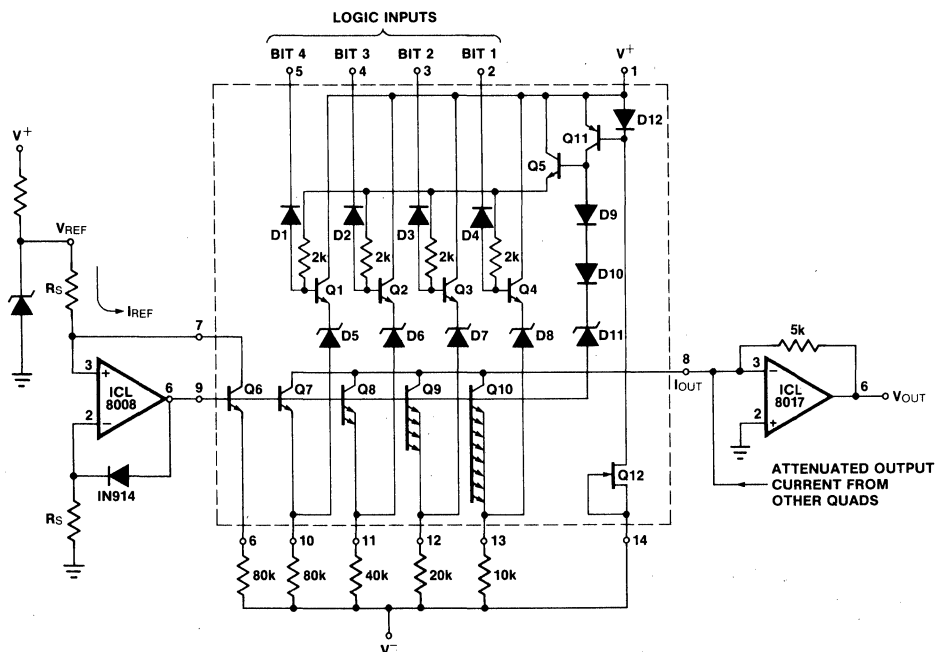 LOGIC INPUTS
BIT 4 BIT 3 BIT 2 BIT 1 V+
5 4 3 2 1
D12
V+
Q11
Q5
VREF
D9
D1 D2 D3 D4
2k 2k 2k 2k
D10
RS
IREF
Q1 Q2 Q3 Q4
7
D5 D6 D7 D8 D11
5k
8
3 + ICL 8008 6 9
Q6 Q7 Q8 Q9 Q10
IOUT
3 − ICL 8017 6 VOUT
2 −
2 +
IN914
Q12
ATTENUATED OUTPUT
CURRENT FROM
OTHER QUADS
RS
6 10 11 12 13 14
80k 80k 40k 20k 10k
V−